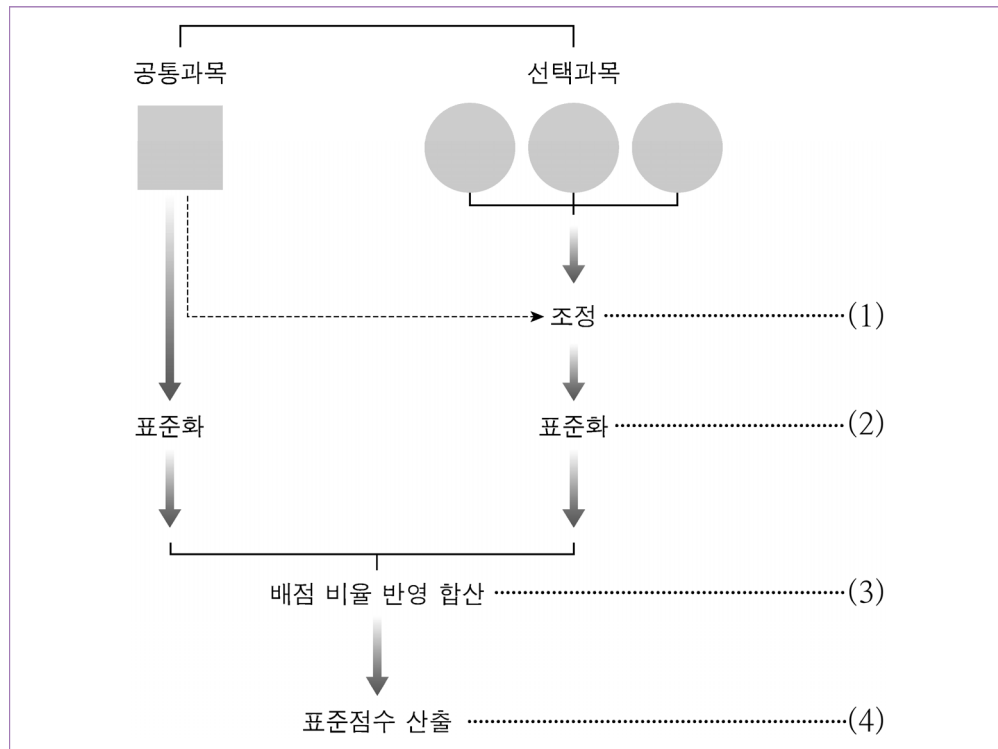 공통과목 선택과목
조정 (1)
표준화 표준화 (2)
배점 비율 반영 합산 (3)
표준점수 산출 (4)